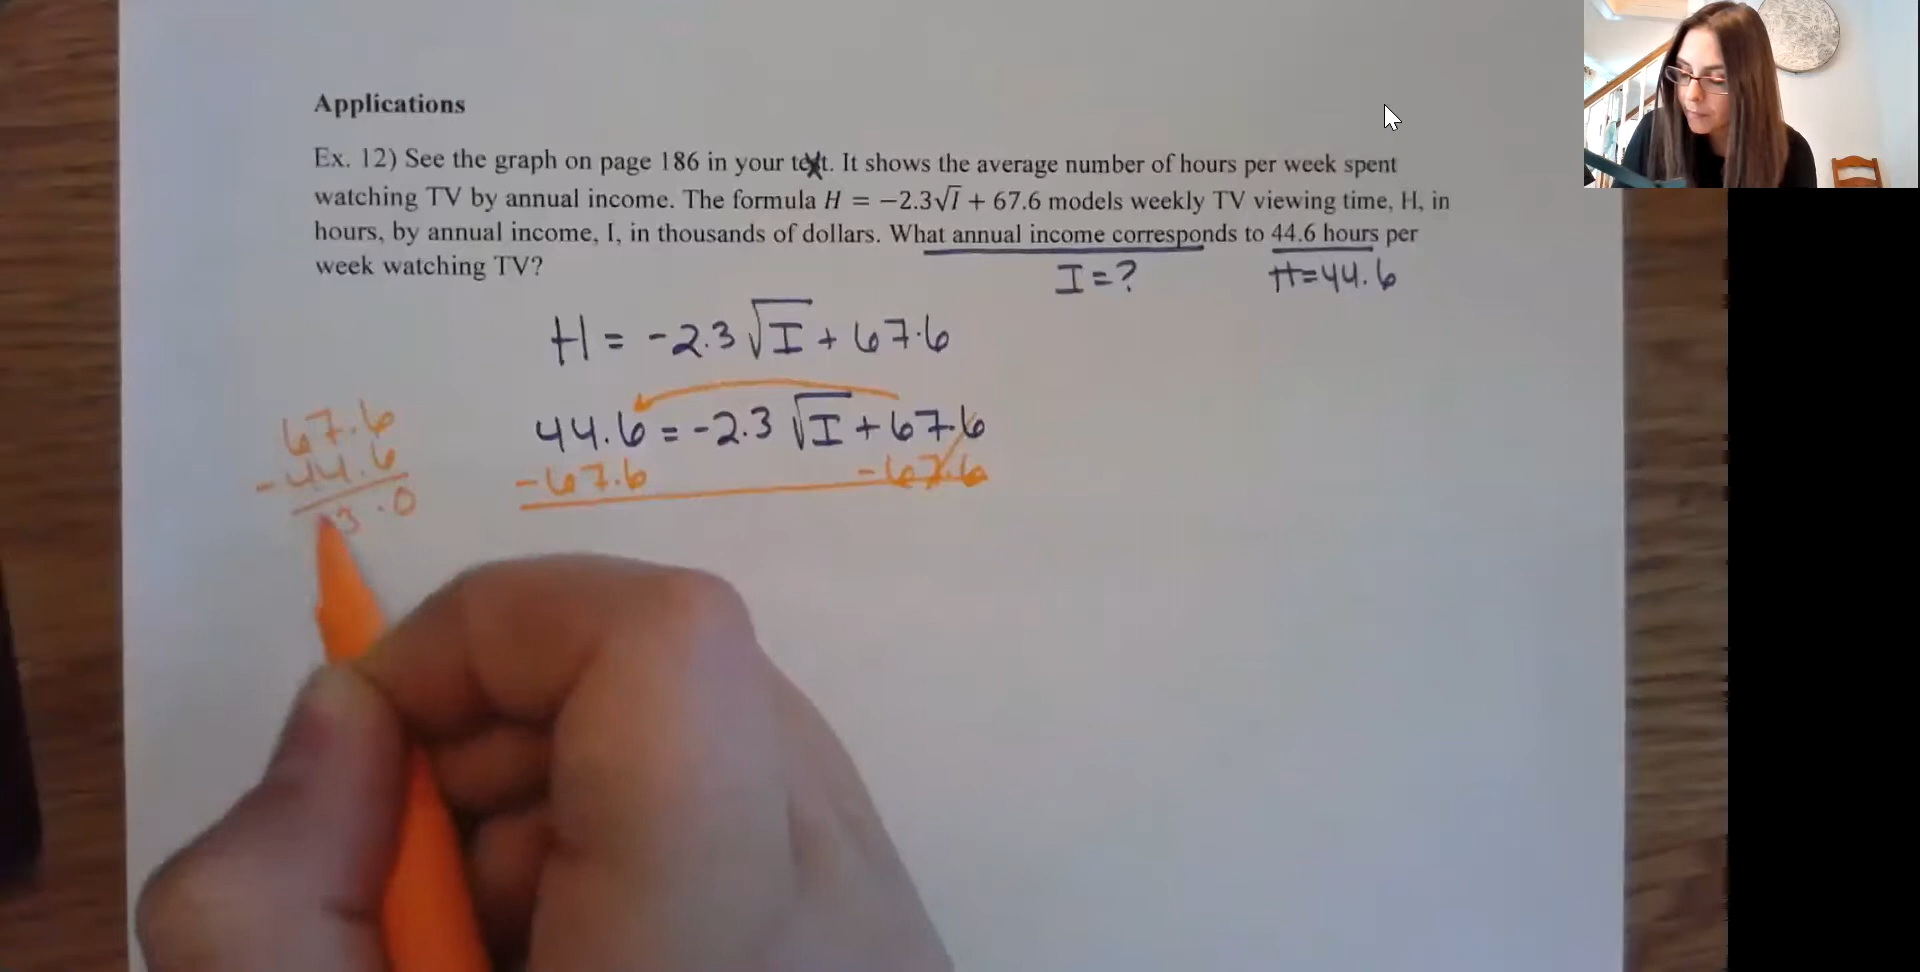 Applications
Ex. 12) See the graph on page 186 in your text. It shows the average number of hours per week spent
watching TV by annual income. The formula H = −2.3√I + 67.6 models weekly TV viewing time, H, in
hours, by annual income, I, in thousands of dollars. What annual income corresponds to 44.6 hours per
week watching TV?
I = ?
H=44.6
H = -2.3√I + 67.6
44.6 = -2.3 √I + 67.6
-67.6 -67.6
67.6
-44.6
3.0